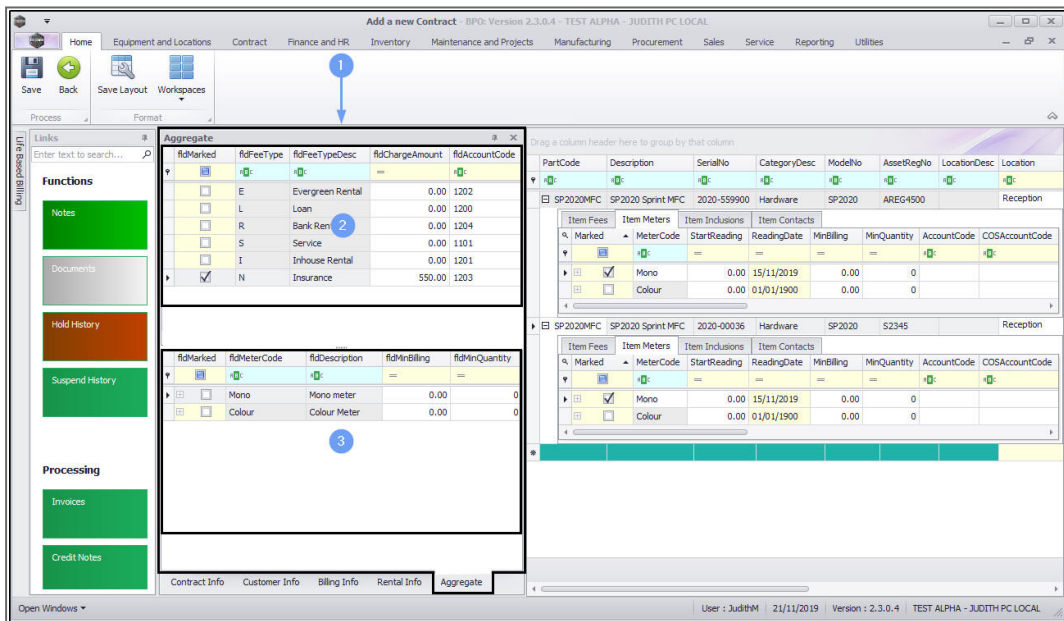 Add a new Contract - BPO: Version 2.3.0.4 - TEST ALPHA - JUDITH PC LOCAL
Home Equipment and Locations Contract Finance and HR Inventory Maintenance and Projects Manufacturing Procurement Sales Service Reporting Utilities
1
Save Back Save Layout Workspaces
Process Format
Life Based Billing
Links
Enter text to search...
Functions
Notes
Documents
Hold History
Suspend History
Processing
Invoices
Credit Notes
Aggregate
fldMarked fldFeeType fldFeeTypeDesc fldChargeAmount fldAccountCode
E Evergreen Rental 0.00 1202
L Loan 0.00 1200
R Bank Ren 0.00 1204
2
S Service 0.00 1101
I Inhouse Rental 0.00 1201
N Insurance 550.00 1203
fldMarked fldMeterCode fldDescription fldMinBilling fldMinQuantity
Mono Mono meter 0.00 0
Colour Colour Meter 0.00 0
3
Contract Info Customer Info Billing Info Rental Info Aggregate
Drag a column header here to group by that column
PartCode Description SerialNo CategoryDesc ModelNo AssetRegNo LocationDesc Location
SP2020MFC SP2020 Sprint MFC 2020-559900 Hardware SP2020 AREG4500 Reception
Item Fees Item Meters Item Inclusions Item Contacts
Marked MeterCode StartReading ReadingDate MinBilling MinQuantity AccountCode COSAccountCode
Mono 0.00 15/11/2019 0.00 0
Colour 0.00 01/01/1900 0.00 0
SP2020MFC SP2020 Sprint MFC 2020-00036 Hardware SP2020 S2345 Reception
Item Fees Item Meters Item Inclusions Item Contacts
Marked MeterCode StartReading ReadingDate MinBilling MinQuantity AccountCode COSAccountCode
Mono 0.00 15/11/2019 0.00 0
Colour 0.00 01/01/1900 0.00 0
Open Windows
User : JudithM 21/11/2019 Version : 2.3.0.4 TEST ALPHA - JUDITH PC LOCAL